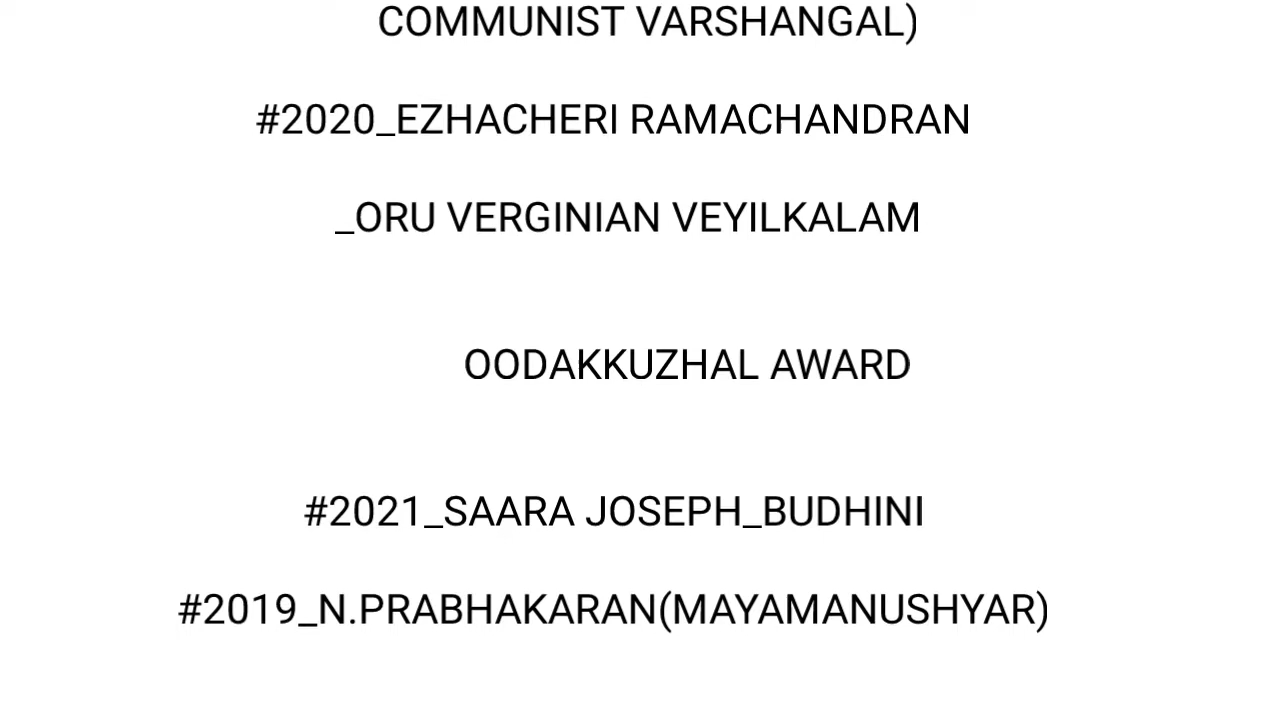 COMMUNIST VARSHANGAL)
#2020_EZHACHERI RAMACHANDRAN
_ORU VERGINIAN VEYILKALAM
OODAKKUZHAL AWARD
#2021_SAARA JOSEPH_BUDHINI
#2019_N.PRABHAKARAN(MAYAMANUSHYAR)